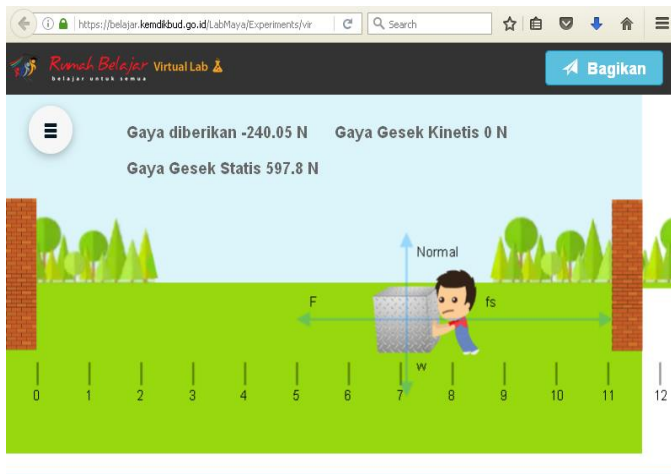 https://belajar.kemdikbud.go.id/LabMaya/Experiments/vir
Search
Rumah Belajar Virtual Lab
belajar untuk semua
Bagikan
Gaya diberikan -240.05 N Gaya Gesek Kinetis 0 N
Gaya Gesek Statis 597.8 N
Normal
F fs
w
0 1 2 3 4 5 6 7 8 9 10 11 12